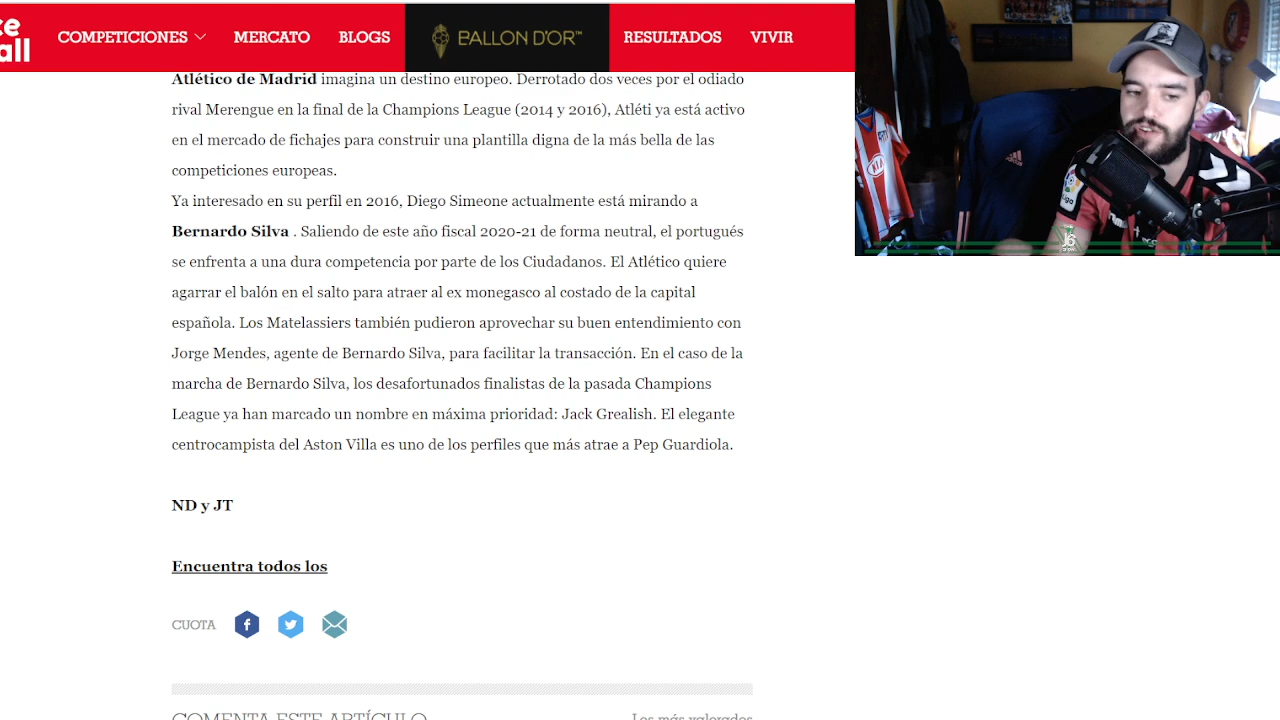 ce
all
COMPETICIONES
MERCATO
BLOGS
BALLON D'OR™
RESULTADOS
VIVIR
Atlético de Madrid imagina un destino europeo. Derrotado dos veces por el odiado
rival Merengue en la final de la Champions League (2014 y 2016), Atléti ya está activo
en el mercado de fichajes para construir una plantilla digna de la más bella de las
competiciones europeas.
Ya interesado en su perfil en 2016, Diego Simeone actualmente está mirando a
Bernardo Silva . Saliendo de este año fiscal 2020-21 de forma neutral, el portugués
se enfrenta a una dura competencia por parte de los Ciudadanos. El Atlético quiere
agarrar el balón en el salto para atraer al ex monegasco al costado de la capital
española. Los Matelassiers también pudieron aprovechar su buen entendimiento con
Jorge Mendes, agente de Bernardo Silva, para facilitar la transacción. En el caso de la
marcha de Bernardo Silva, los desafortunados finalistas de la pasada Champions
League ya han marcado un nombre en máxima prioridad: Jack Grealish. El elegante
centrocampista del Aston Villa es uno de los perfiles que más atrae a Pep Guardiola.
ND y JT
Encuentra todos los
CUOTA
COMENTA ESTE ARTÍCULO
Los más valorados